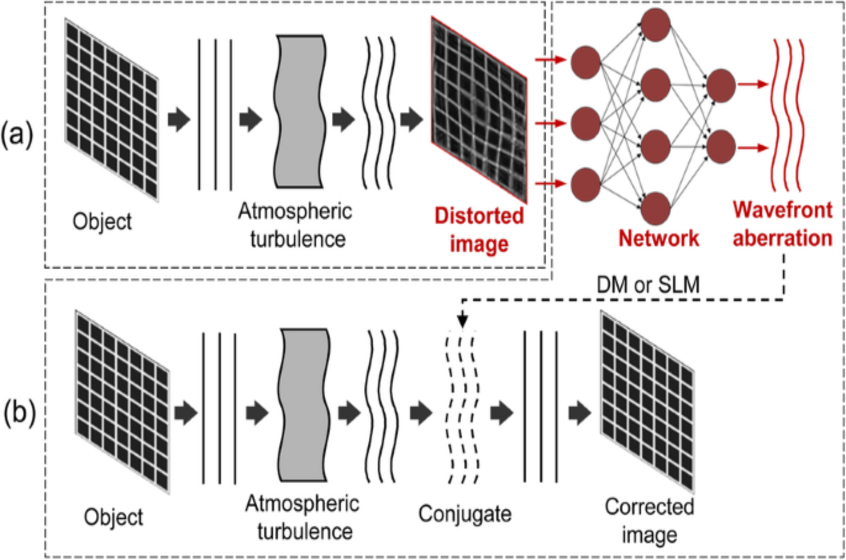 (a)
Object
Atmospheric
turbulence
Distorted
image
Network
Wavefront
aberration
DM or SLM
(b)
Object
Atmospheric
turbulence
Conjugate
Corrected
image